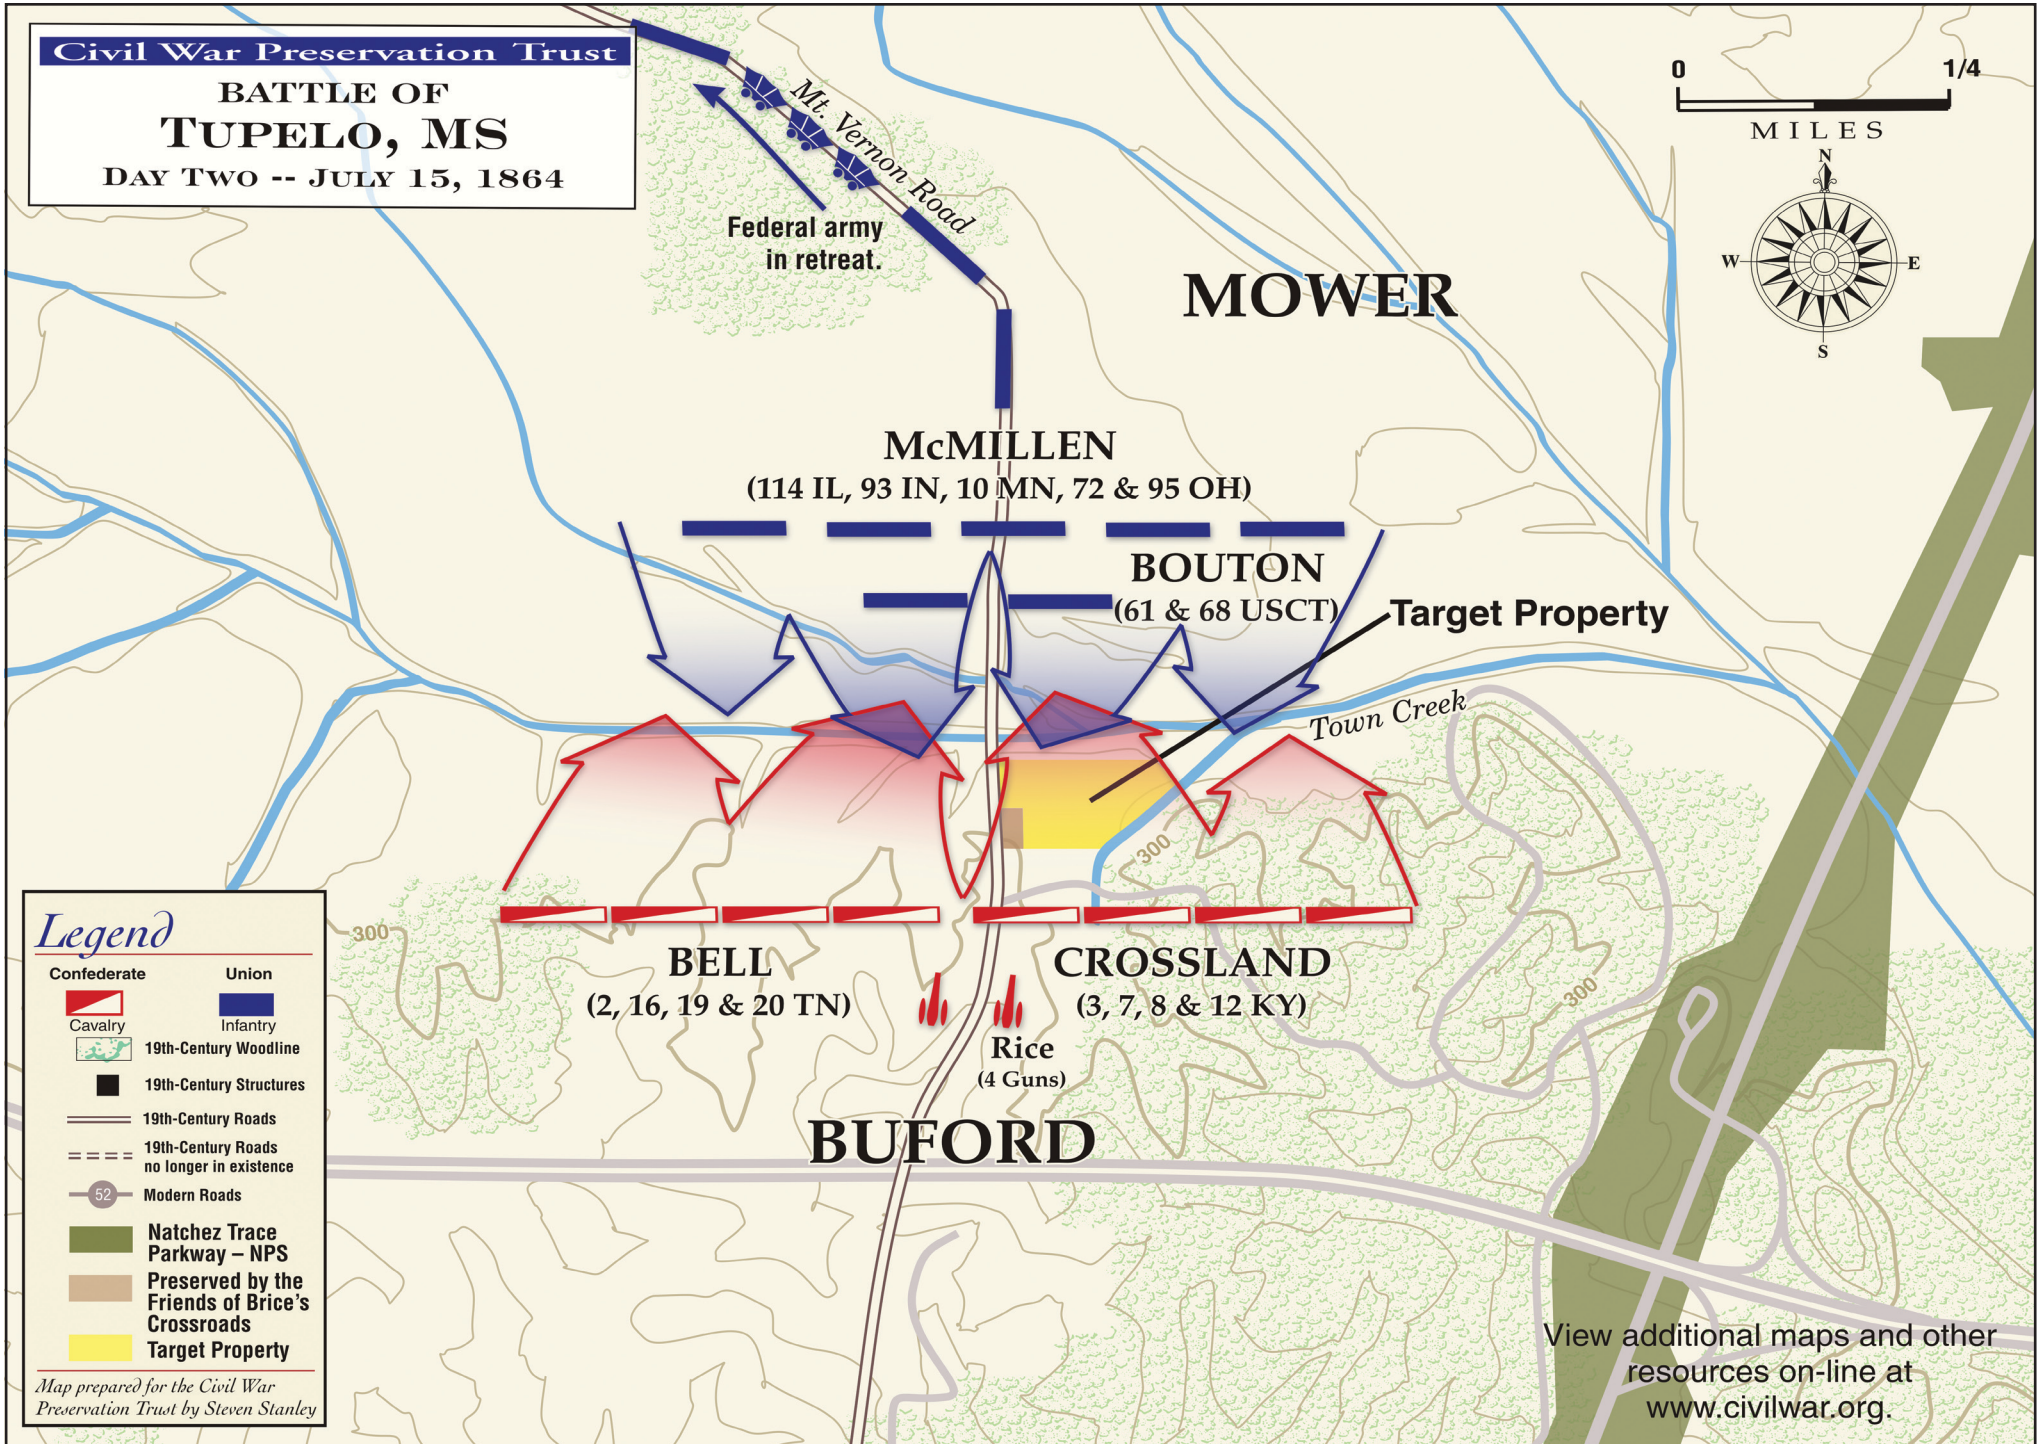 Civil War Preservation Trust
BATTLE OF
TUPELO, MS
DAY TWO -- JULY 15, 1864
0 1/4
MILES
N
W E
S
Mt. Vernon Road
Federal army
in retreat.
MOWER
McMILLEN
(114 IL, 93 IN, 10 MN, 72 & 95 OH)
BOUTON
(61 & 68 USCT)
Target Property
Town Creek
300
300
300
BELL
(2, 16, 19 & 20 TN)
CROSSLAND
(3, 7, 8 & 12 KY)
Rice
(4 Guns)
BUFORD
Legend
Confederate Union
Cavalry Infantry
19th-Century Woodline
19th-Century Structures
19th-Century Roads
19th-Century Roads
no longer in existence
52 Modern Roads
Natchez Trace
Parkway – NPS
Preserved by the
Friends of Brice's
Crossroads
Target Property
Map prepared for the Civil War
Preservation Trust by Steven Stanley
View additional maps and other
resources on-line at
www.civilwar.org.